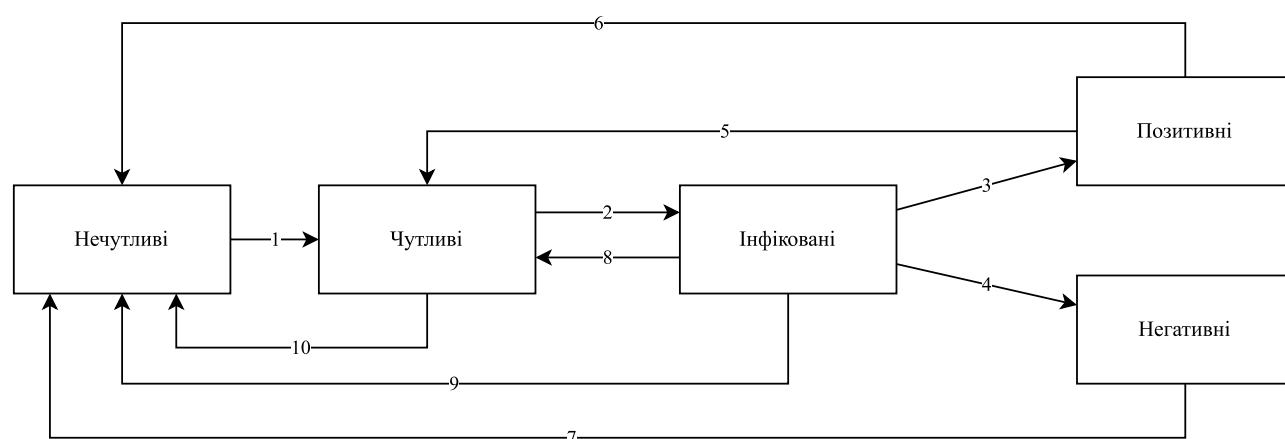 6
Позитивні
5
3
Нечутливі
1
Чутливі
2
8
Інфіковані
4
Негативні
10
9
7